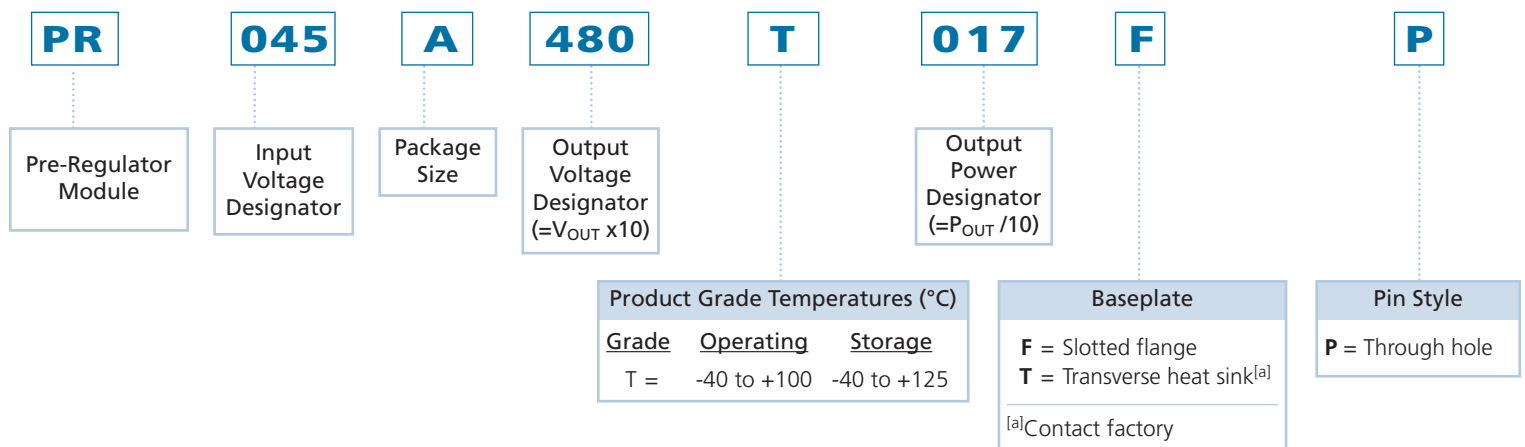 PR 045 A 480 T 017 F P
Pre-Regulator
Module
Input
Voltage
Designator
Package
Size
Output
Voltage
Designator
(=VOUT x10)
Output
Power
Designator
(=POUT /10)
Product Grade Temperatures (°C)
Grade Operating Storage
T = -40 to +100 -40 to +125
Baseplate
F = Slotted flange
T = Transverse heat sink[a]
[a]Contact factory
Pin Style
P = Through hole